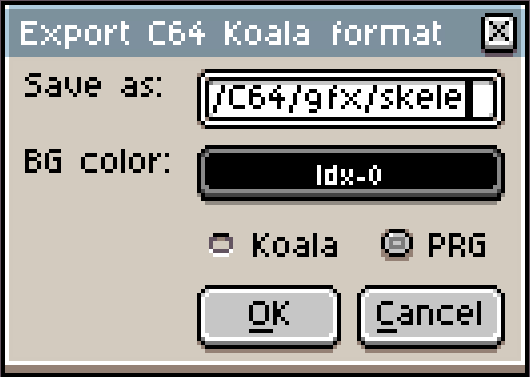 Export C64 Koala format
Save as: /C64/gfx/skele
BG color: Idx-0
Koala PRG
OK Cancel